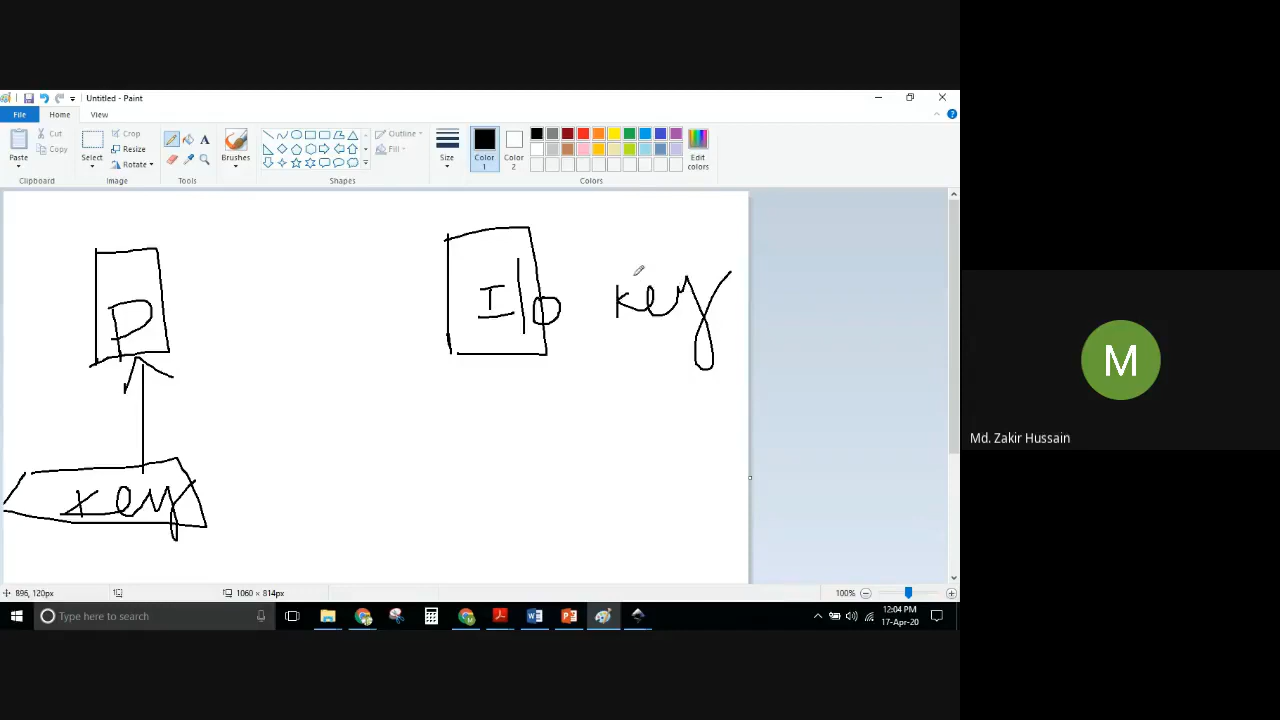 Untitled - Paint
File Home View
Cut
Copy
Paste
Clipboard
Crop
Resize
Rotate
Select
Image
Tools
Brushes
Outline
Fill
Shapes
Size
Color 1
Color 2
Edit colors
Colors
P
I|O key
key
896, 120px
1060 × 814px
100%
Type here to search
12:04 PM
17-Apr-20
M
Md. Zakir Hussain